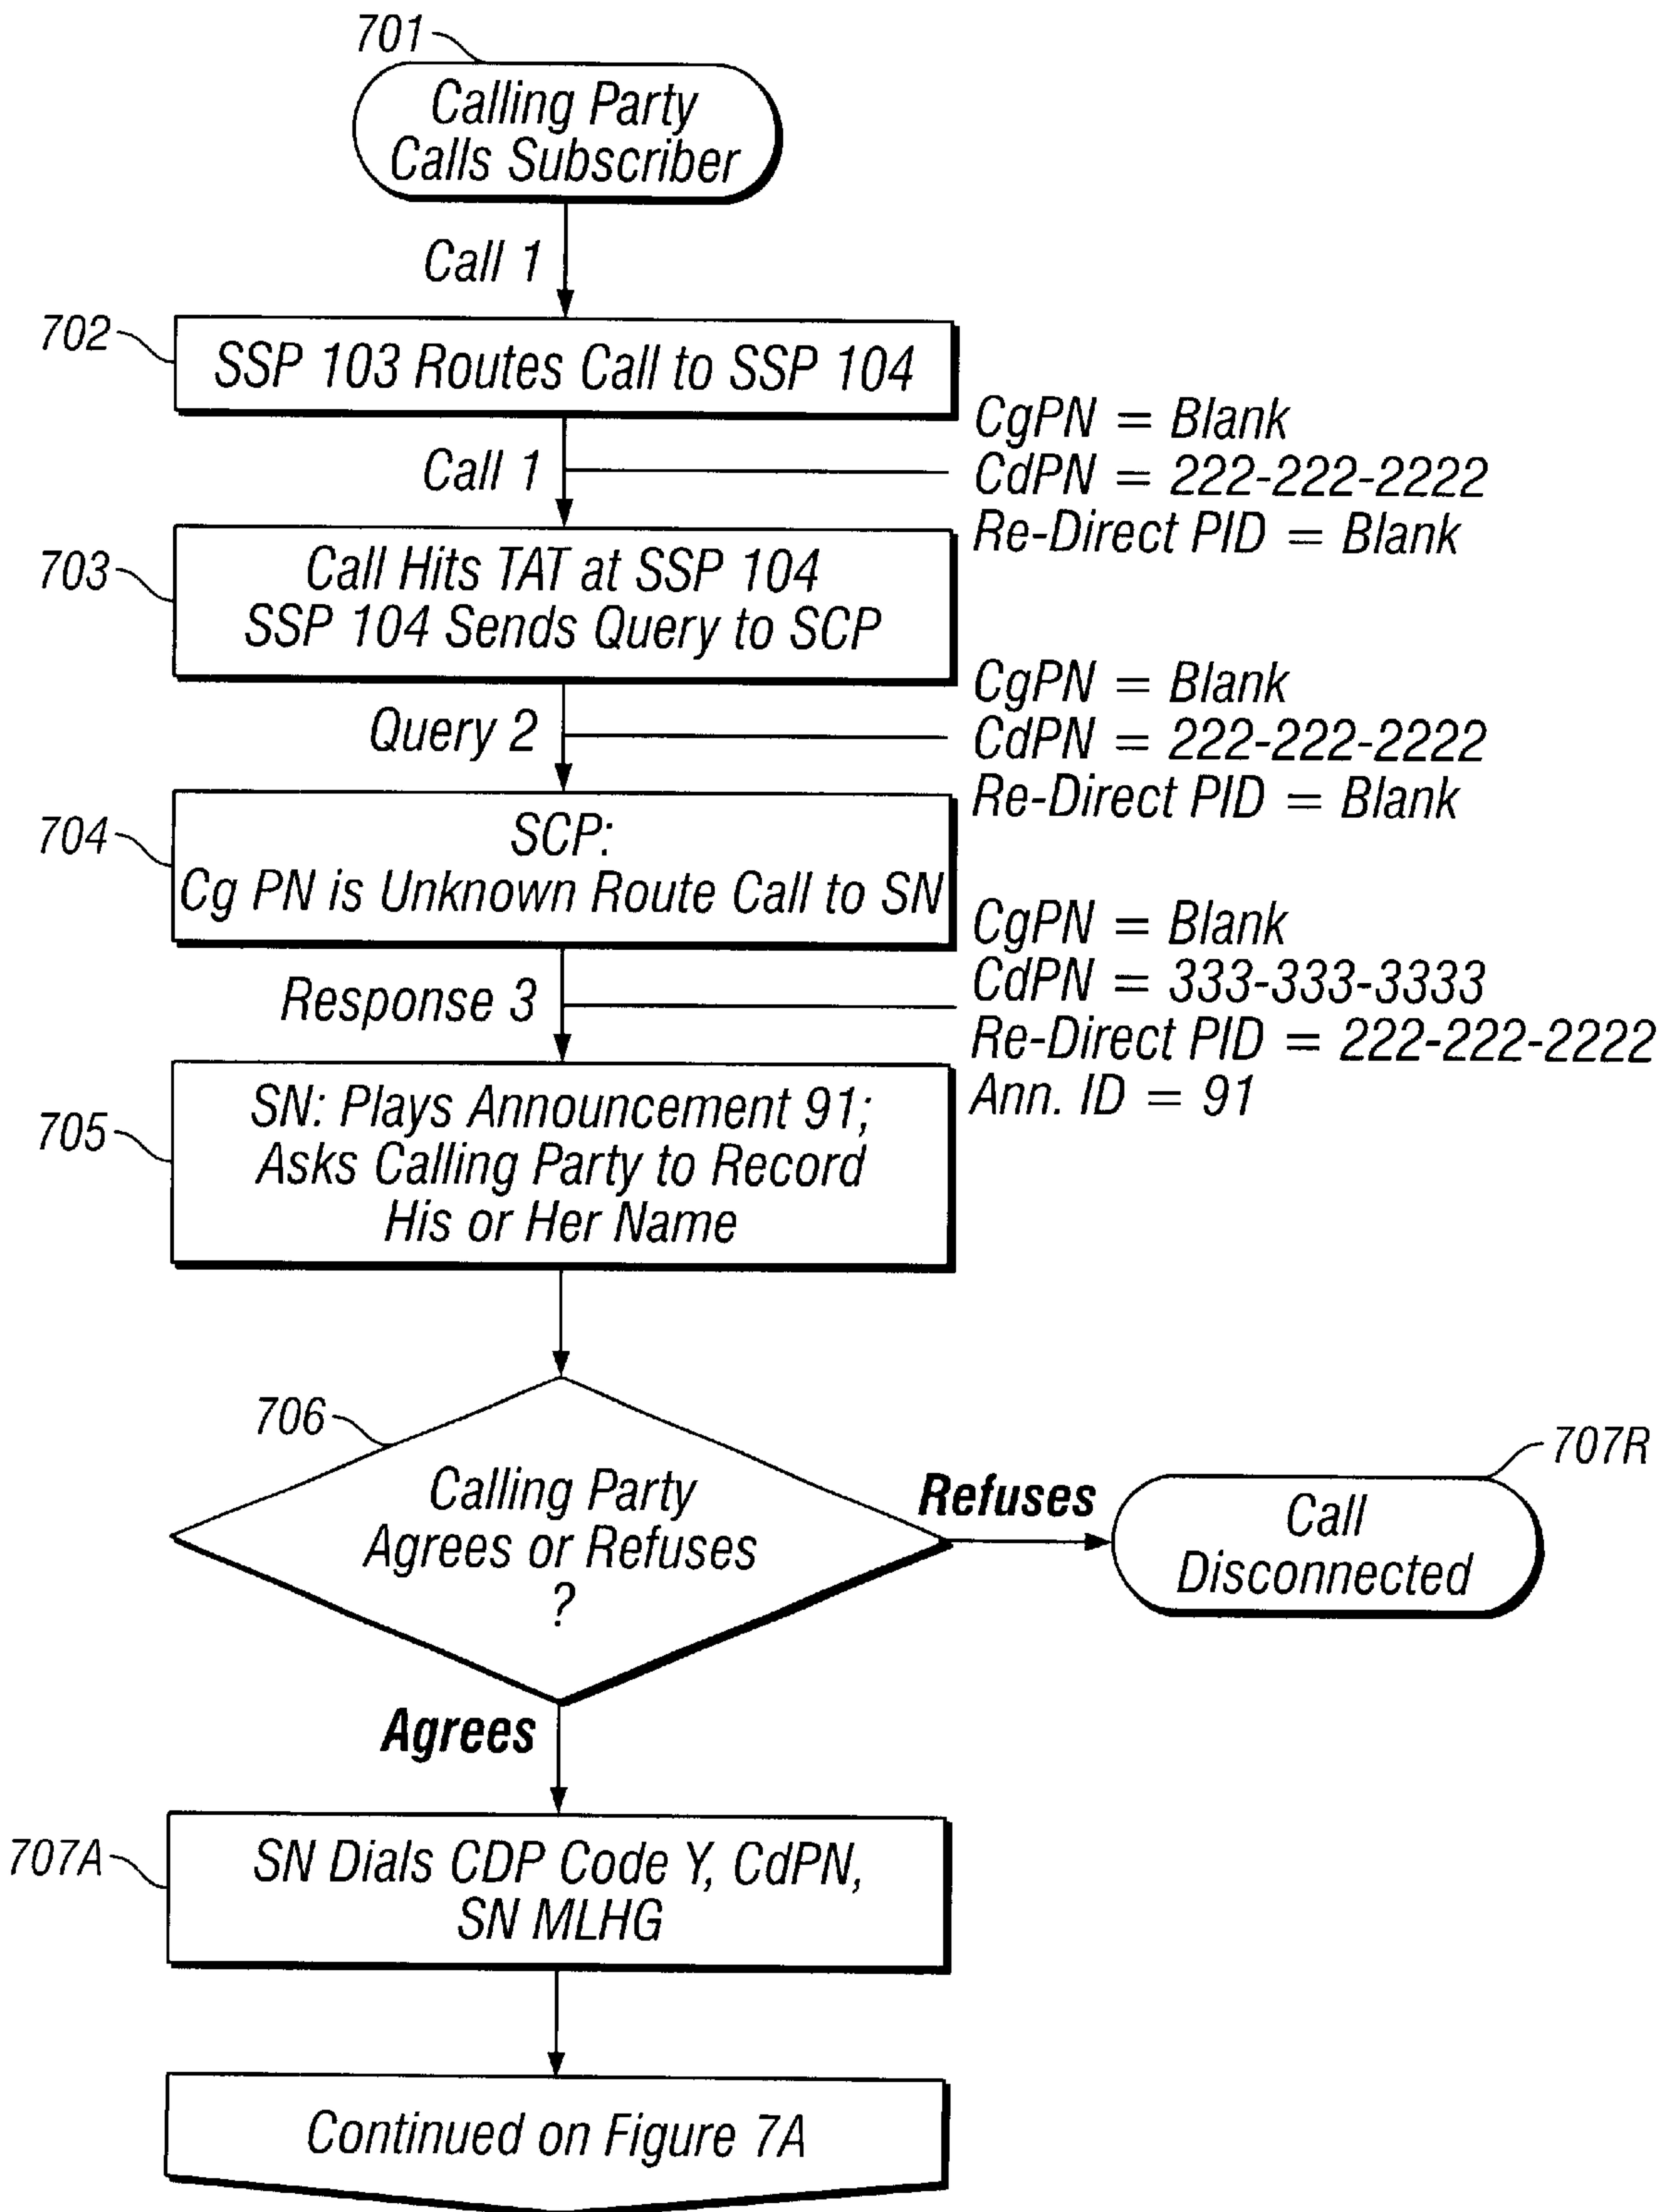 701
Calling Party
Calls Subscriber
Call 1
702
SSP 103 Routes Call to SSP 104
Call 1
CgPN = Blank
CdPN = 222-222-2222
Re-Direct PID = Blank
703
Call Hits TAT at SSP 104
SSP 104 Sends Query to SCP
Query 2
CgPN = Blank
CdPN = 222-222-2222
Re-Direct PID = Blank
704
SCP:
Cg PN is Unknown Route Call to SN
Response 3
CgPN = Blank
CdPN = 333-333-3333
Re-Direct PID = 222-222-2222
Ann. ID = 91
705
SN: Plays Announcement 91;
Asks Calling Party to Record
His or Her Name
706
Calling Party
Agrees or Refuses
?
Refuses
707R
Call
Disconnected
Agrees
707A
SN Dials CDP Code Y, CdPN,
SN MLHG
Continued on Figure 7A